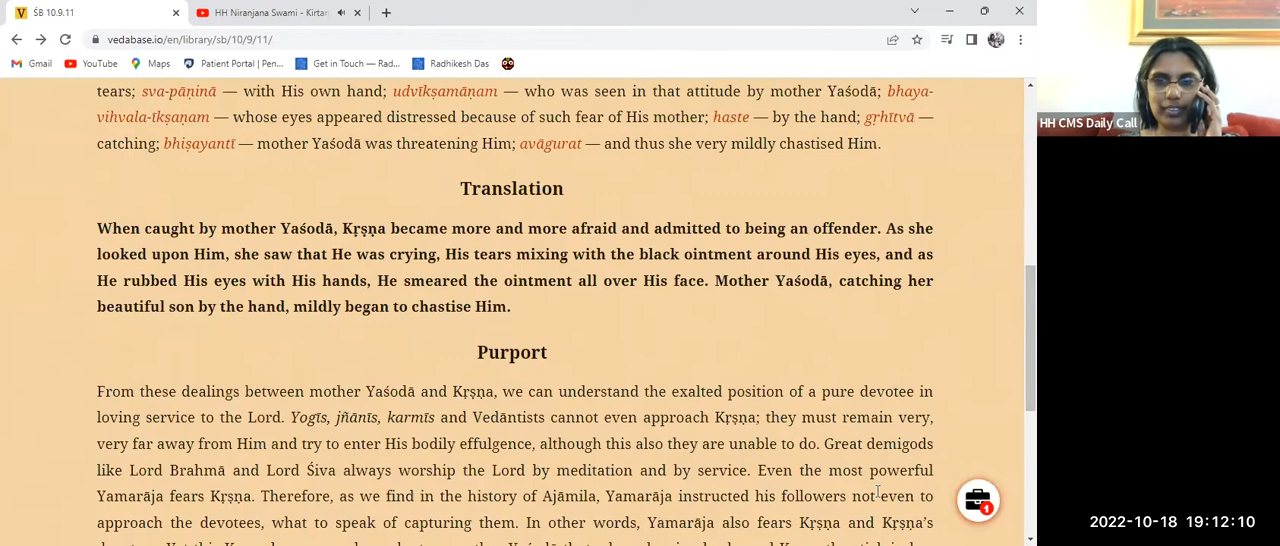 ŚB 10.9.11
HH Niranjana Swami - Kirtan
vedabase.io/en/library/sb/10/9/11/
Gmail YouTube Maps Patient Portal | Pen... Get in Touch — Rad... Radhikesh Das
tears; sva-pāṇinā — with His own hand; udvīkṣamāṇam — who was seen in that attitude by mother Yaśodā; bhaya-
vihvala-īkṣaṇam — whose eyes appeared distressed because of such fear of His mother; haste — by the hand; gṛhītvā —
catching; bhiṣayantī — mother Yaśodā was threatening Him; avāgurat — and thus she very mildly chastised Him.
Translation
When caught by mother Yaśodā, Kṛṣṇa became more and more afraid and admitted to being an offender. As she
looked upon Him, she saw that He was crying, His tears mixing with the black ointment around His eyes, and as
He rubbed His eyes with His hands, He smeared the ointment all over His face. Mother Yaśodā, catching her
beautiful son by the hand, mildly began to chastise Him.
Purport
From these dealings between mother Yaśodā and Kṛṣṇa, we can understand the exalted position of a pure devotee in
loving service to the Lord. Yogīs, jñānīs, karmīs and Vedāntists cannot even approach Kṛṣṇa; they must remain very,
very far away from Him and try to enter His bodily effulgence, although this also they are unable to do. Great demigods
like Lord Brahmā and Lord Śiva always worship the Lord by meditation and by service. Even the most powerful
Yamarāja fears Kṛṣṇa. Therefore, as we find in the history of Ajāmila, Yamarāja instructed his followers not even to
approach the devotees, what to speak of capturing them. In other words, Yamarāja also fears Kṛṣṇa and Kṛṣṇa's
1
HH CMS Daily Call
2022-10-18 19:12:10